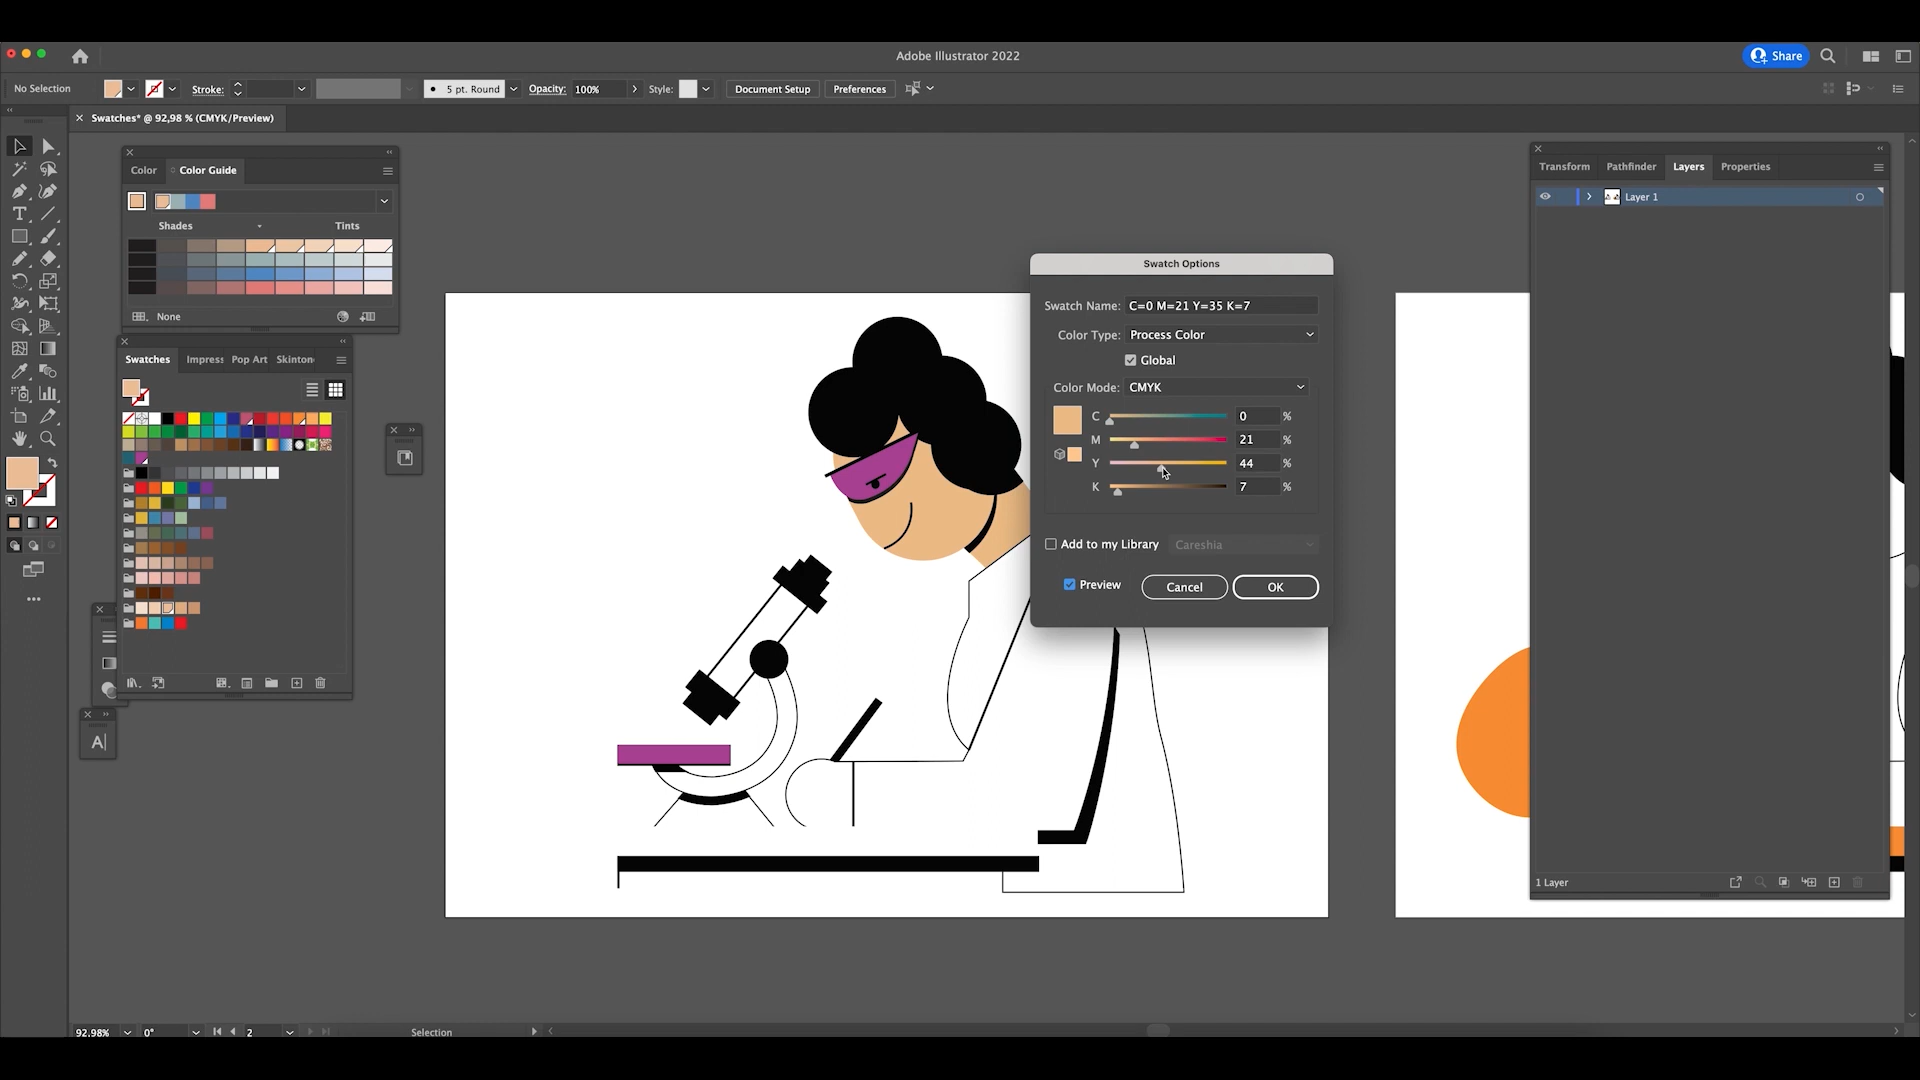 Adobe Illustrator 2022
Share
No Selection
Stroke:
5 pt. Round
Opacity:
100%
Style:
Document Setup
Preferences
Swatches* @ 92,98 % (CMYK/Preview)
Color
Color Guide
Shades
Tints
None
Swatches
Impress
Pop Art
Skinton
A
Transform
Pathfinder
Layers
Properties
Layer 1
1 Layer
Swatch Options
Swatch Name: C=0 M=21 Y=35 K=7
Color Type: Process Color
Global
Color Mode: CMYK
C 0 %
M 21 %
Y 44 %
K 7 %
Add to my Library
Careshia
Preview
Cancel
OK
92.98%
0°
2
Selection